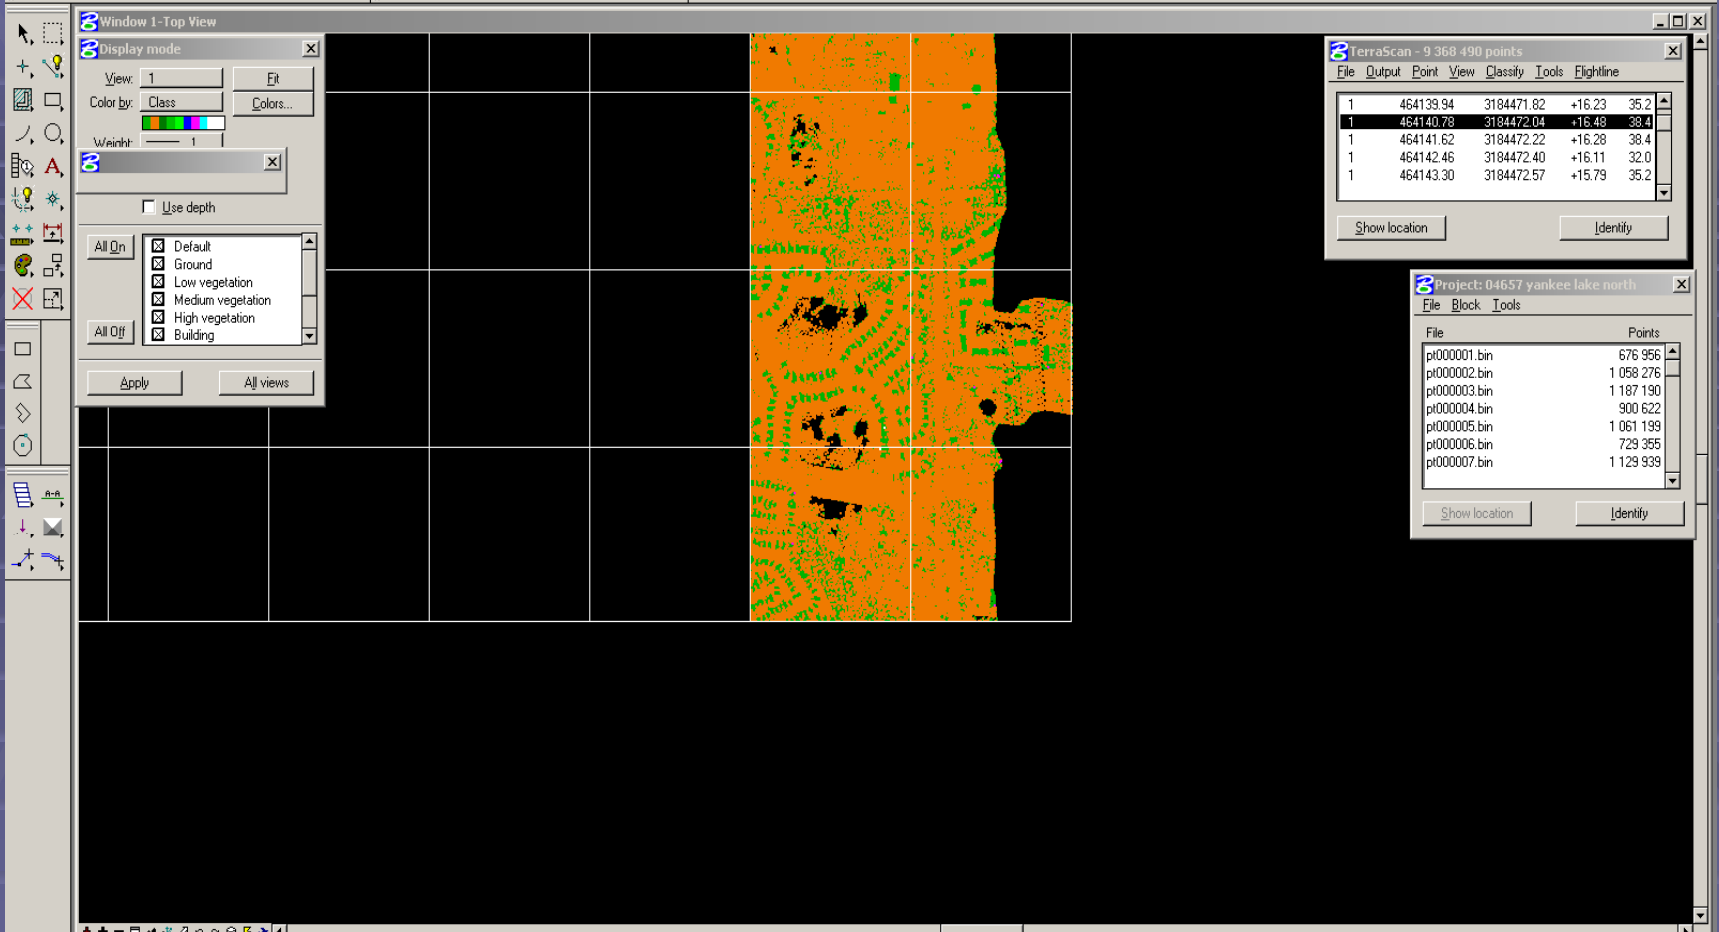 Window 1-Top View
Display mode
View: 1
Fit
Color by: Class
Colors...
Weight: 1
Use depth
All On
All Off
Default
Ground
Low vegetation
Medium vegetation
High vegetation
Building
Apply
All views
A
A-A
TerraScan - 9 368 490 points
File Output Point View Classify Tools Flightline
1 464139.94 3184471.82 +16.23 35.2
1 464140.78 3184472.04 +16.48 38.4
1 464141.62 3184472.22 +16.28 38.4
1 464142.46 3184472.40 +16.11 32.0
1 464143.30 3184472.57 +15.79 35.2
Show location
Identify
Project: 04657 yankee lake north
File Block Tools
File Points
pt000001.bin 676 956
pt000002.bin 1 058 276
pt000003.bin 1 187 190
pt000004.bin 900 622
pt000005.bin 1 061 199
pt000006.bin 729 355
pt000007.bin 1 129 939
Show location
Identify